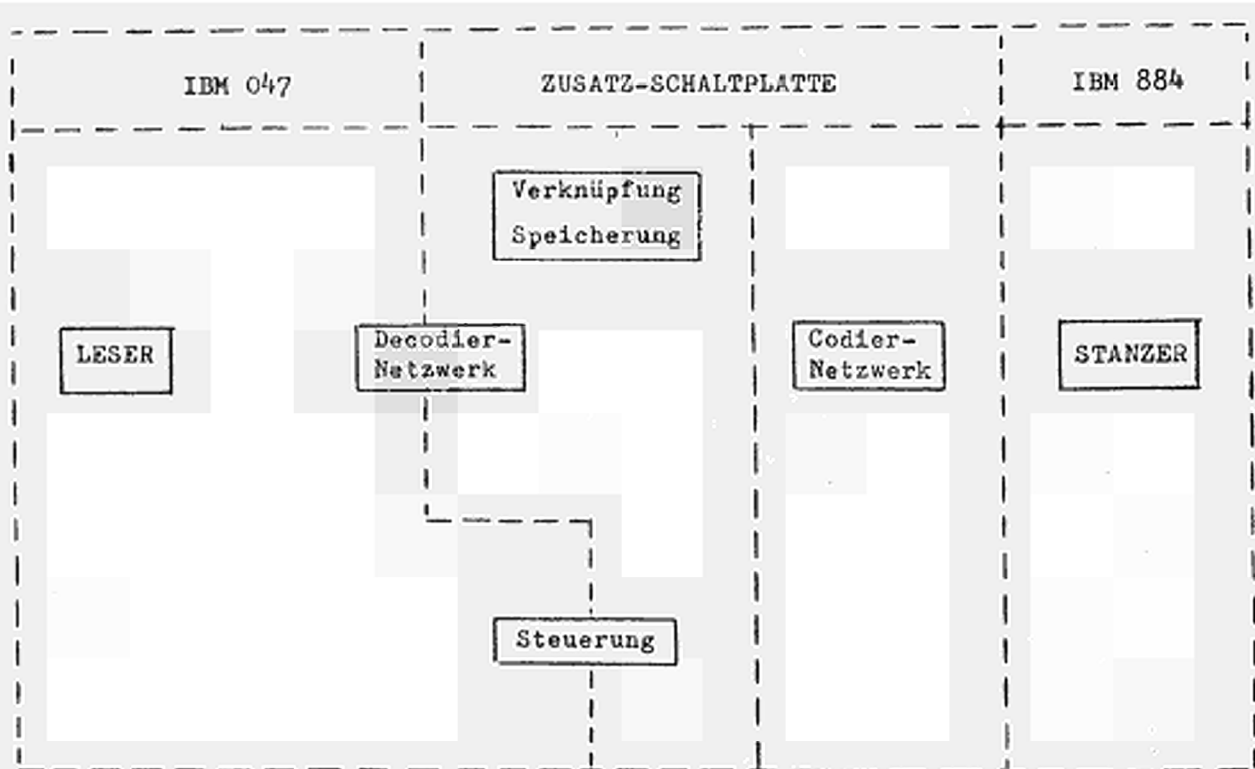 IBM 047
ZUSATZ-SCHALTPLATTE
IBM 884
Verknüpfung
Speicherung
LESER
Decodier-
Netzwerk
Codier-
Netzwerk
STANZER
Steuerung